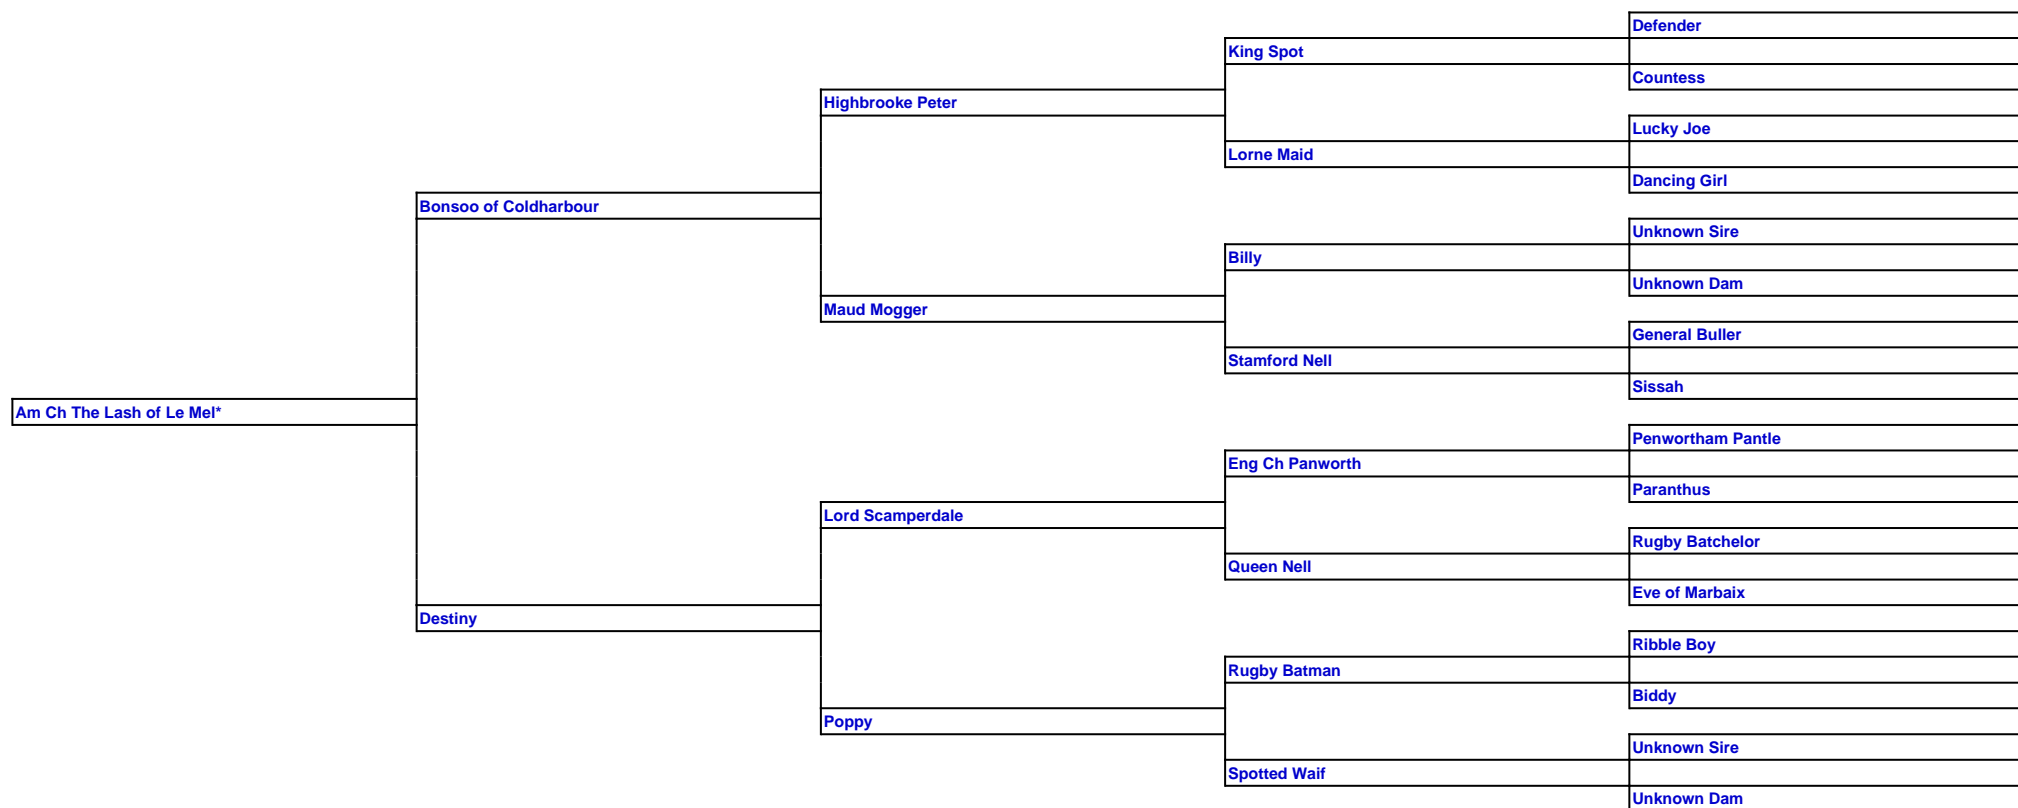 Defender
King Spot
Countess
Highbrooke Peter
Lucky Joe
Lorne Maid
Dancing Girl
Bonsoo of Coldharbour
Unknown Sire
Billy
Unknown Dam
Maud Mogger
General Buller
Stamford Nell
Sissah
Am Ch The Lash of Le Mel*
Penwortham Pantle
Eng Ch Panworth
Paranthus
Lord Scamperdale
Rugby Batchelor
Queen Nell
Eve of Marbaix
Destiny
Ribble Boy
Rugby Batman
Biddy
Poppy
Unknown Sire
Spotted Waif
Unknown Dam